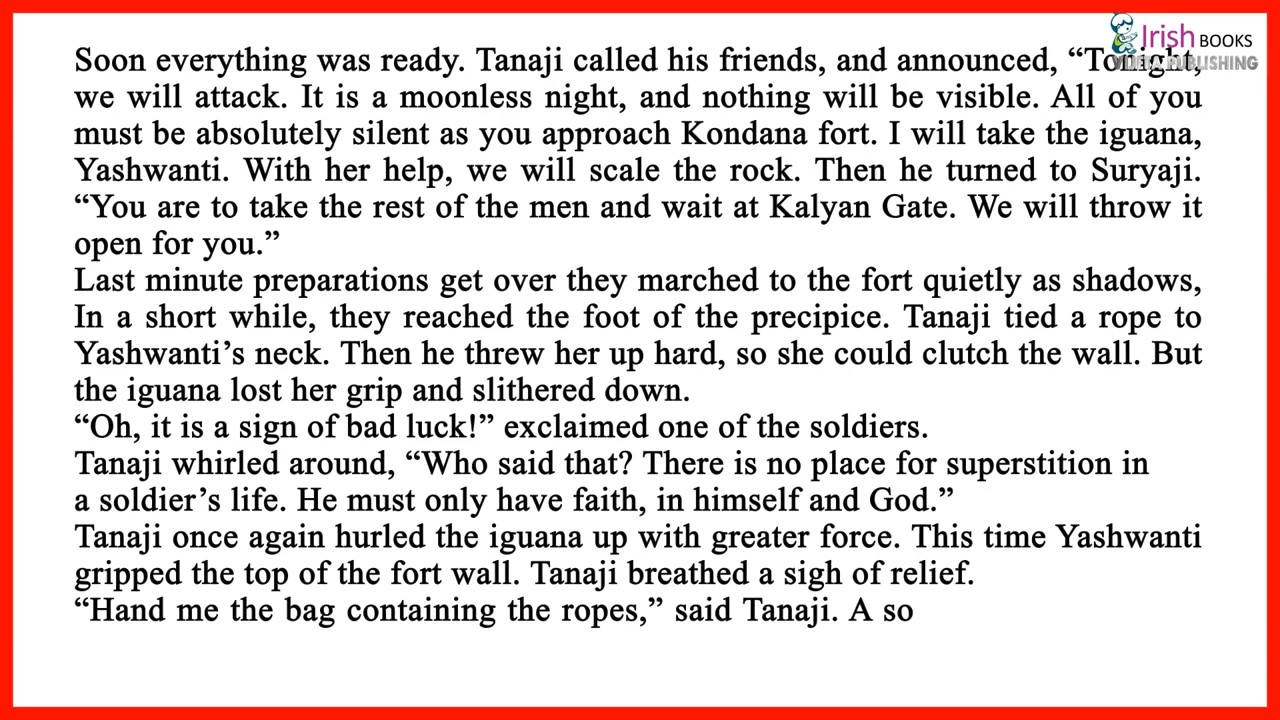 Irish BOOKS
VIDYA PUBLISHING
Soon everything was ready. Tanaji called his friends, and announced, “Tonight,
we will attack. It is a moonless night, and nothing will be visible. All of you
must be absolutely silent as you approach Kondana fort. I will take the iguana,
Yashwanti. With her help, we will scale the rock. Then he turned to Suryaji.
“You are to take the rest of the men and wait at Kalyan Gate. We will throw it
open for you.”
Last minute preparations get over they marched to the fort quietly as shadows,
In a short while, they reached the foot of the precipice. Tanaji tied a rope to
Yashwanti’s neck. Then he threw her up hard, so she could clutch the wall. But
the iguana lost her grip and slithered down.
“Oh, it is a sign of bad luck!” exclaimed one of the soldiers.
Tanaji whirled around, “Who said that? There is no place for superstition in
a soldier’s life. He must only have faith, in himself and God.”
Tanaji once again hurled the iguana up with greater force. This time Yashwanti
gripped the top of the fort wall. Tanaji breathed a sigh of relief.
“Hand me the bag containing the ropes,” said Tanaji. A so